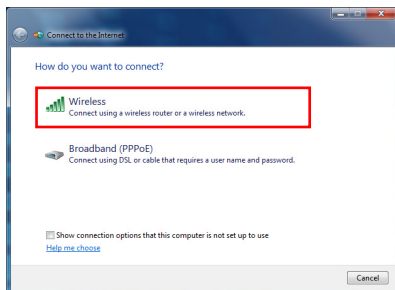 Connect to the Internet
How do you want to connect?
Wireless
Connect using a wireless router or a wireless network.
Broadband (PPPoE)
Connect using DSL or cable that requires a user name and password.
Show connection options that this computer is not set up to use
Help me choose
Cancel